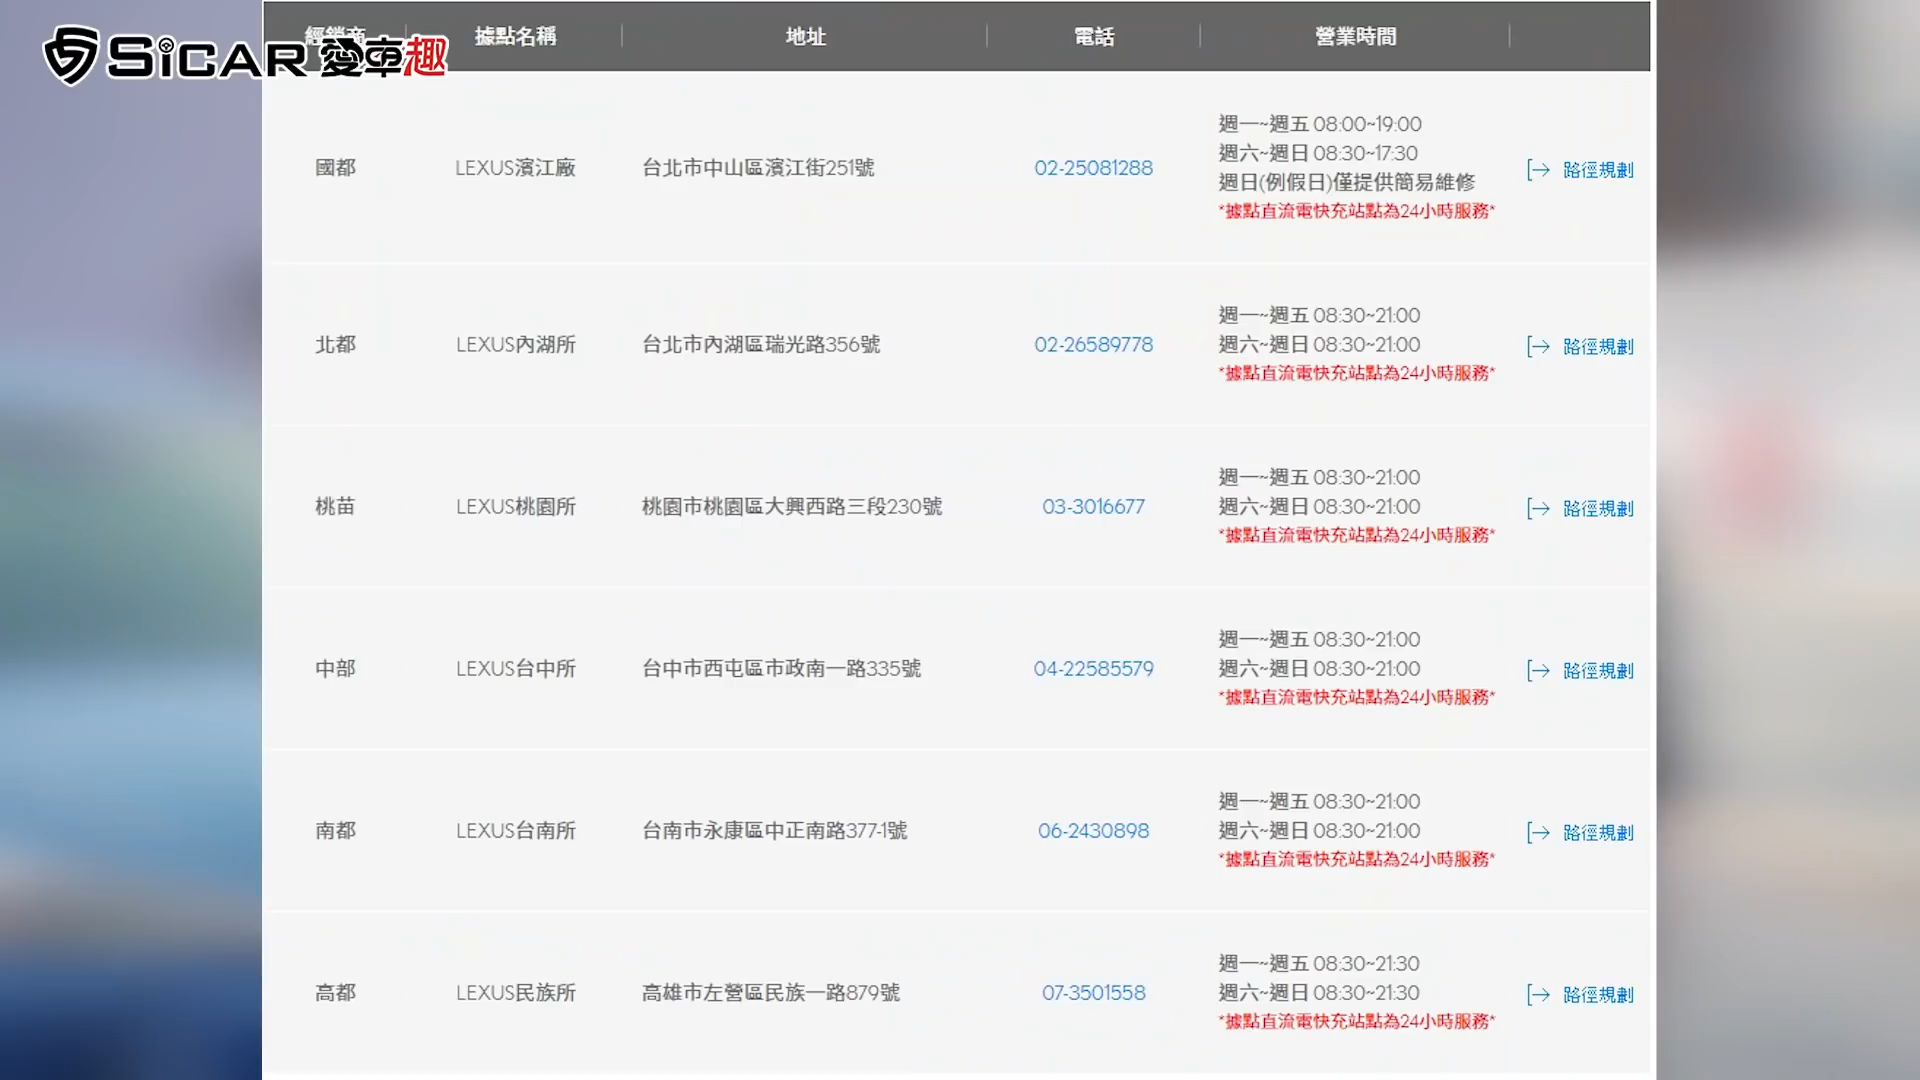 SiCAR 愛車趣
經銷商 據點名稱 地址 電話 營業時間
國都 LEXUS濱江廠 台北市中山區濱江街251號 02-25081288
週一~週五 08:00~19:00
週六~週日 08:30~17:30
週日(例假日)僅提供簡易維修
*據點直流電快充站點為24小時服務*
路徑規劃
北都 LEXUS內湖所 台北市內湖區瑞光路356號 02-26589778
週一~週五 08:30~21:00
週六~週日 08:30~21:00
*據點直流電快充站點為24小時服務*
路徑規劃
桃苗 LEXUS桃園所 桃園市桃園區大興西路三段230號 03-3016677
週一~週五 08:30~21:00
週六~週日 08:30~21:00
*據點直流電快充站點為24小時服務*
路徑規劃
中部 LEXUS台中所 台中市西屯區市政南一路335號 04-22585579
週一~週五 08:30~21:00
週六~週日 08:30~21:00
*據點直流電快充站點為24小時服務*
路徑規劃
南都 LEXUS台南所 台南市永康區中正南路377-1號 06-2430898
週一~週五 08:30~21:00
週六~週日 08:30~21:00
*據點直流電快充站點為24小時服務*
路徑規劃
高都 LEXUS民族所 高雄市左營區民族一路879號 07-3501558
週一~週五 08:30~21:30
週六~週日 08:30~21:30
*據點直流電快充站點為24小時服務*
路徑規劃